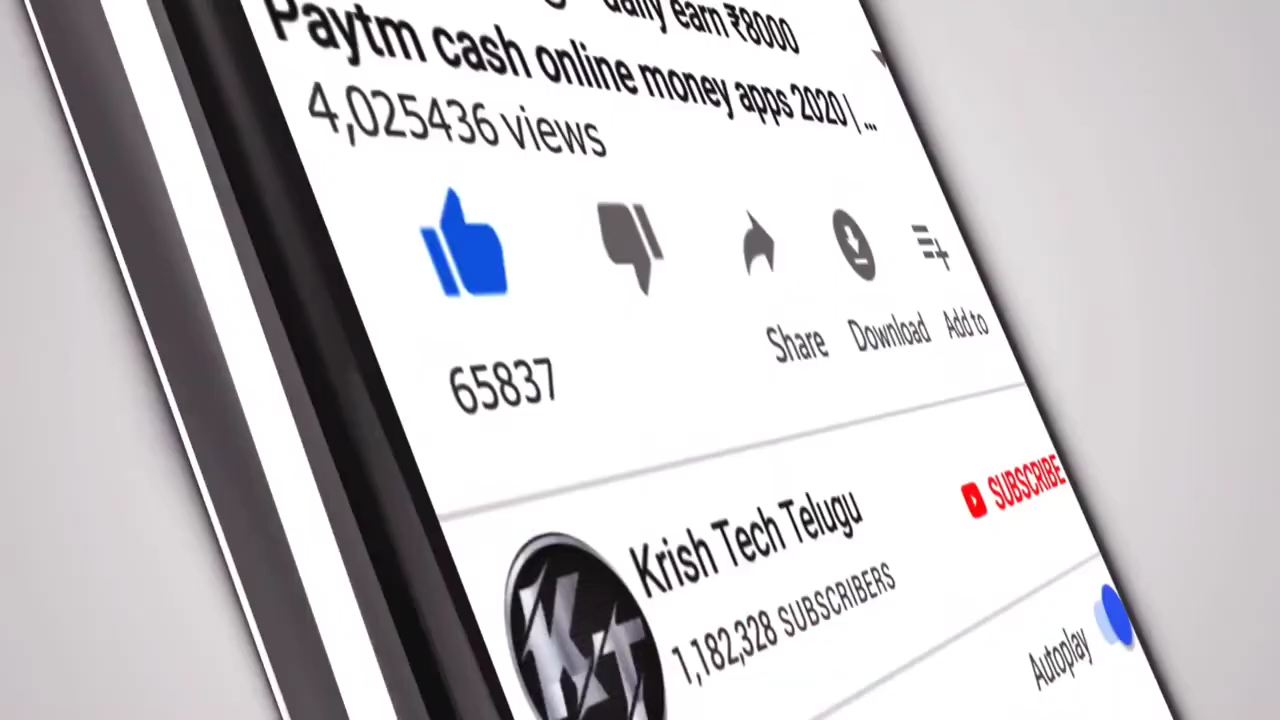 daily earn ₹8000
Paytm cash online money apps 2020 | ...
4,025436 views
65837
Share
Download
Add to
Krish Tech Telugu
SUBSCRIBE
1,182,328 SUBSCRIBERS
Autoplay
KT